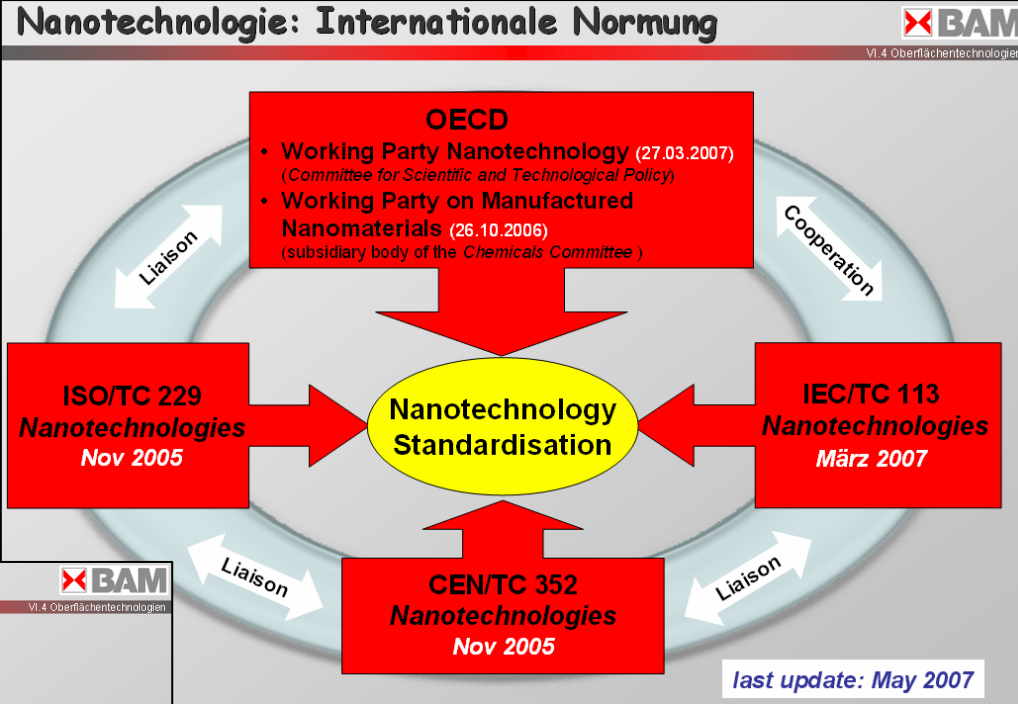 Nanotechnologie: Internationale Normung
BAM
VI.4 Oberflächentechnologien
OECD
• Working Party Nanotechnology (27.03.2007)
(Committee for Scientific and Technological Policy)
• Working Party on Manufactured
Nanomaterials (26.10.2006)
(subsidiary body of the Chemicals Committee )
Liaison
Cooperation
ISO/TC 229
Nanotechnologies
Nov 2005
Nanotechnology
Standardisation
IEC/TC 113
Nanotechnologies
März 2007
Liaison
CEN/TC 352
Nanotechnologies
Nov 2005
Liaison
BAM
VI.4 Oberflächentechnologien
last update: May 2007